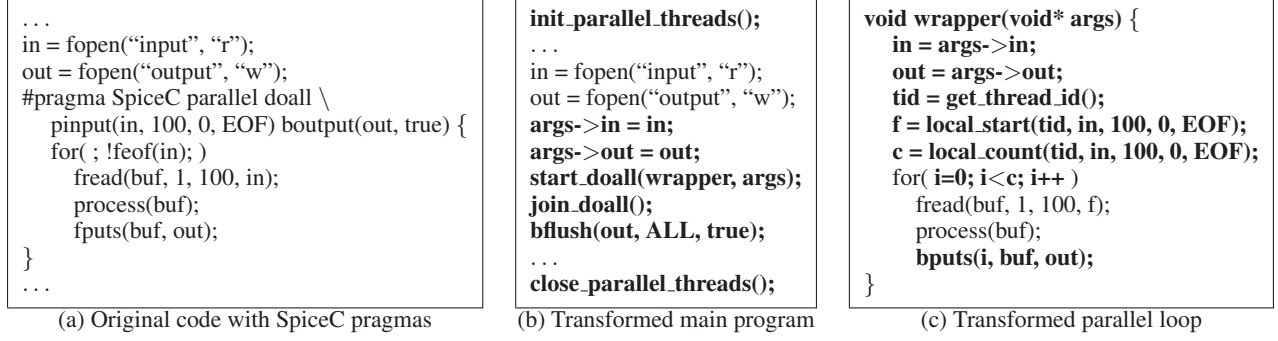 . . .
in = fopen(“input”, “r”);
out = fopen(“output”, “w”);
#pragma SpiceC parallel doall \
pinput(in, 100, 0, EOF) boutput(out, true) {
for( ; !feof(in); )
fread(buf, 1, 100, in);
process(buf);
fputs(buf, out);
}
. . .
(a) Original code with SpiceC pragmas
init_parallel_threads();
. . .
in = fopen(“input”, “r”);
out = fopen(“output”, “w”);
args->in = in;
args->out = out;
start_doall(wrapper, args);
join_doall();
bflush(out, ALL, true);
. . .
close_parallel_threads();
(b) Transformed main program
void wrapper(void* args) {
in = args->in;
out = args->out;
tid = get_thread_id();
f = local_start(tid, in, 100, 0, EOF);
c = local_count(tid, in, 100, 0, EOF);
for( i=0; i<c; i++ )
fread(buf, 1, 100, f);
process(buf);
bputs(i, buf, out);
}
(c) Transformed parallel loop